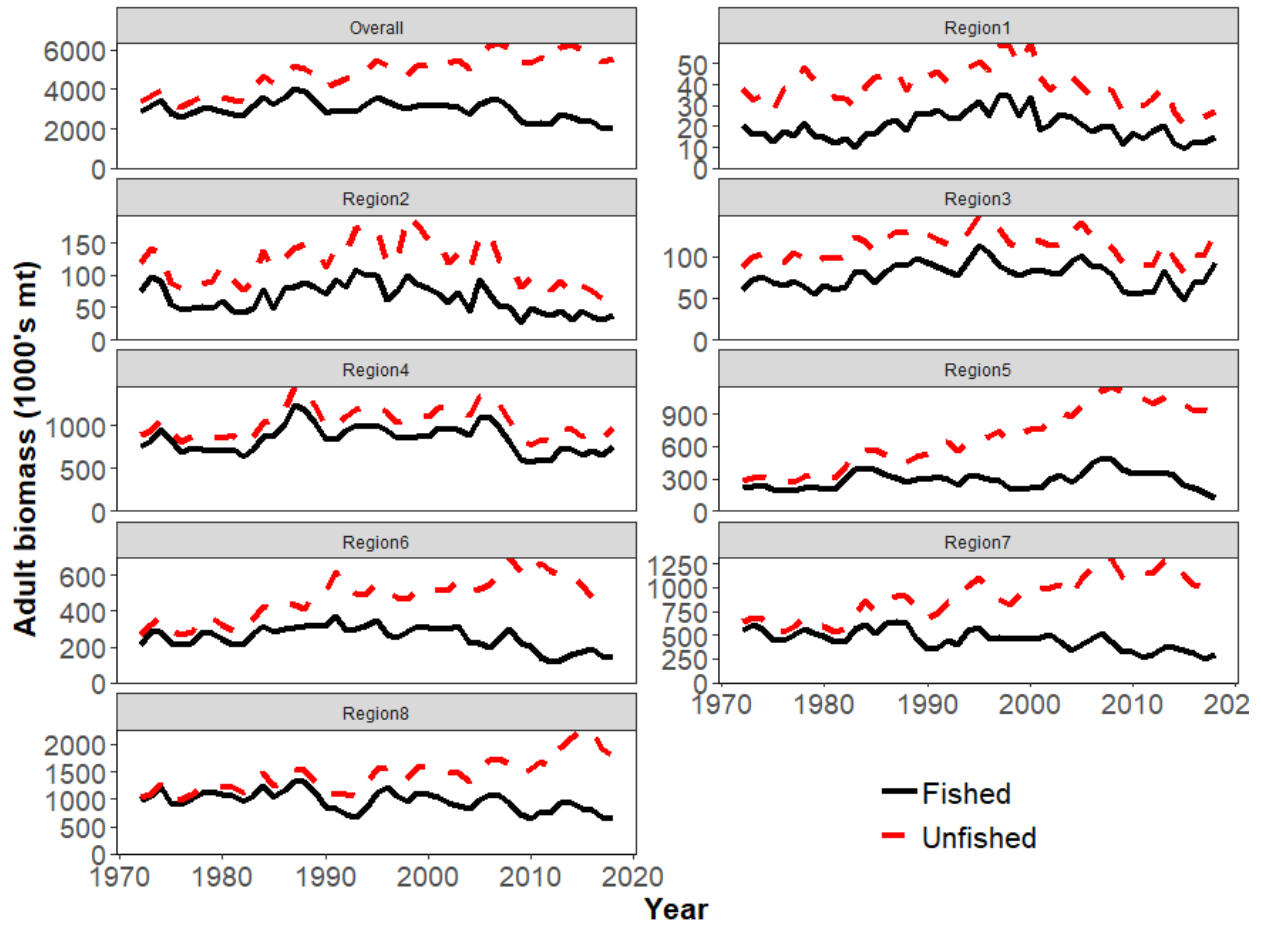 Adult biomass (1000's mt)
Overall
6000
4000
2000
0
Region1
50
40
30
20
10
0
Region2
150
100
50
0
Region3
100
50
0
Region4
1000
500
0
Region5
900
600
300
0
Region6
600
400
200
0
Region7
1250
1000
750
500
250
0
1970 1980 1990 2000 2010 202
Region8
2000
1500
1000
500
0
1970 1980 1990 2000 2010 2020
Fished
Unfished
Year